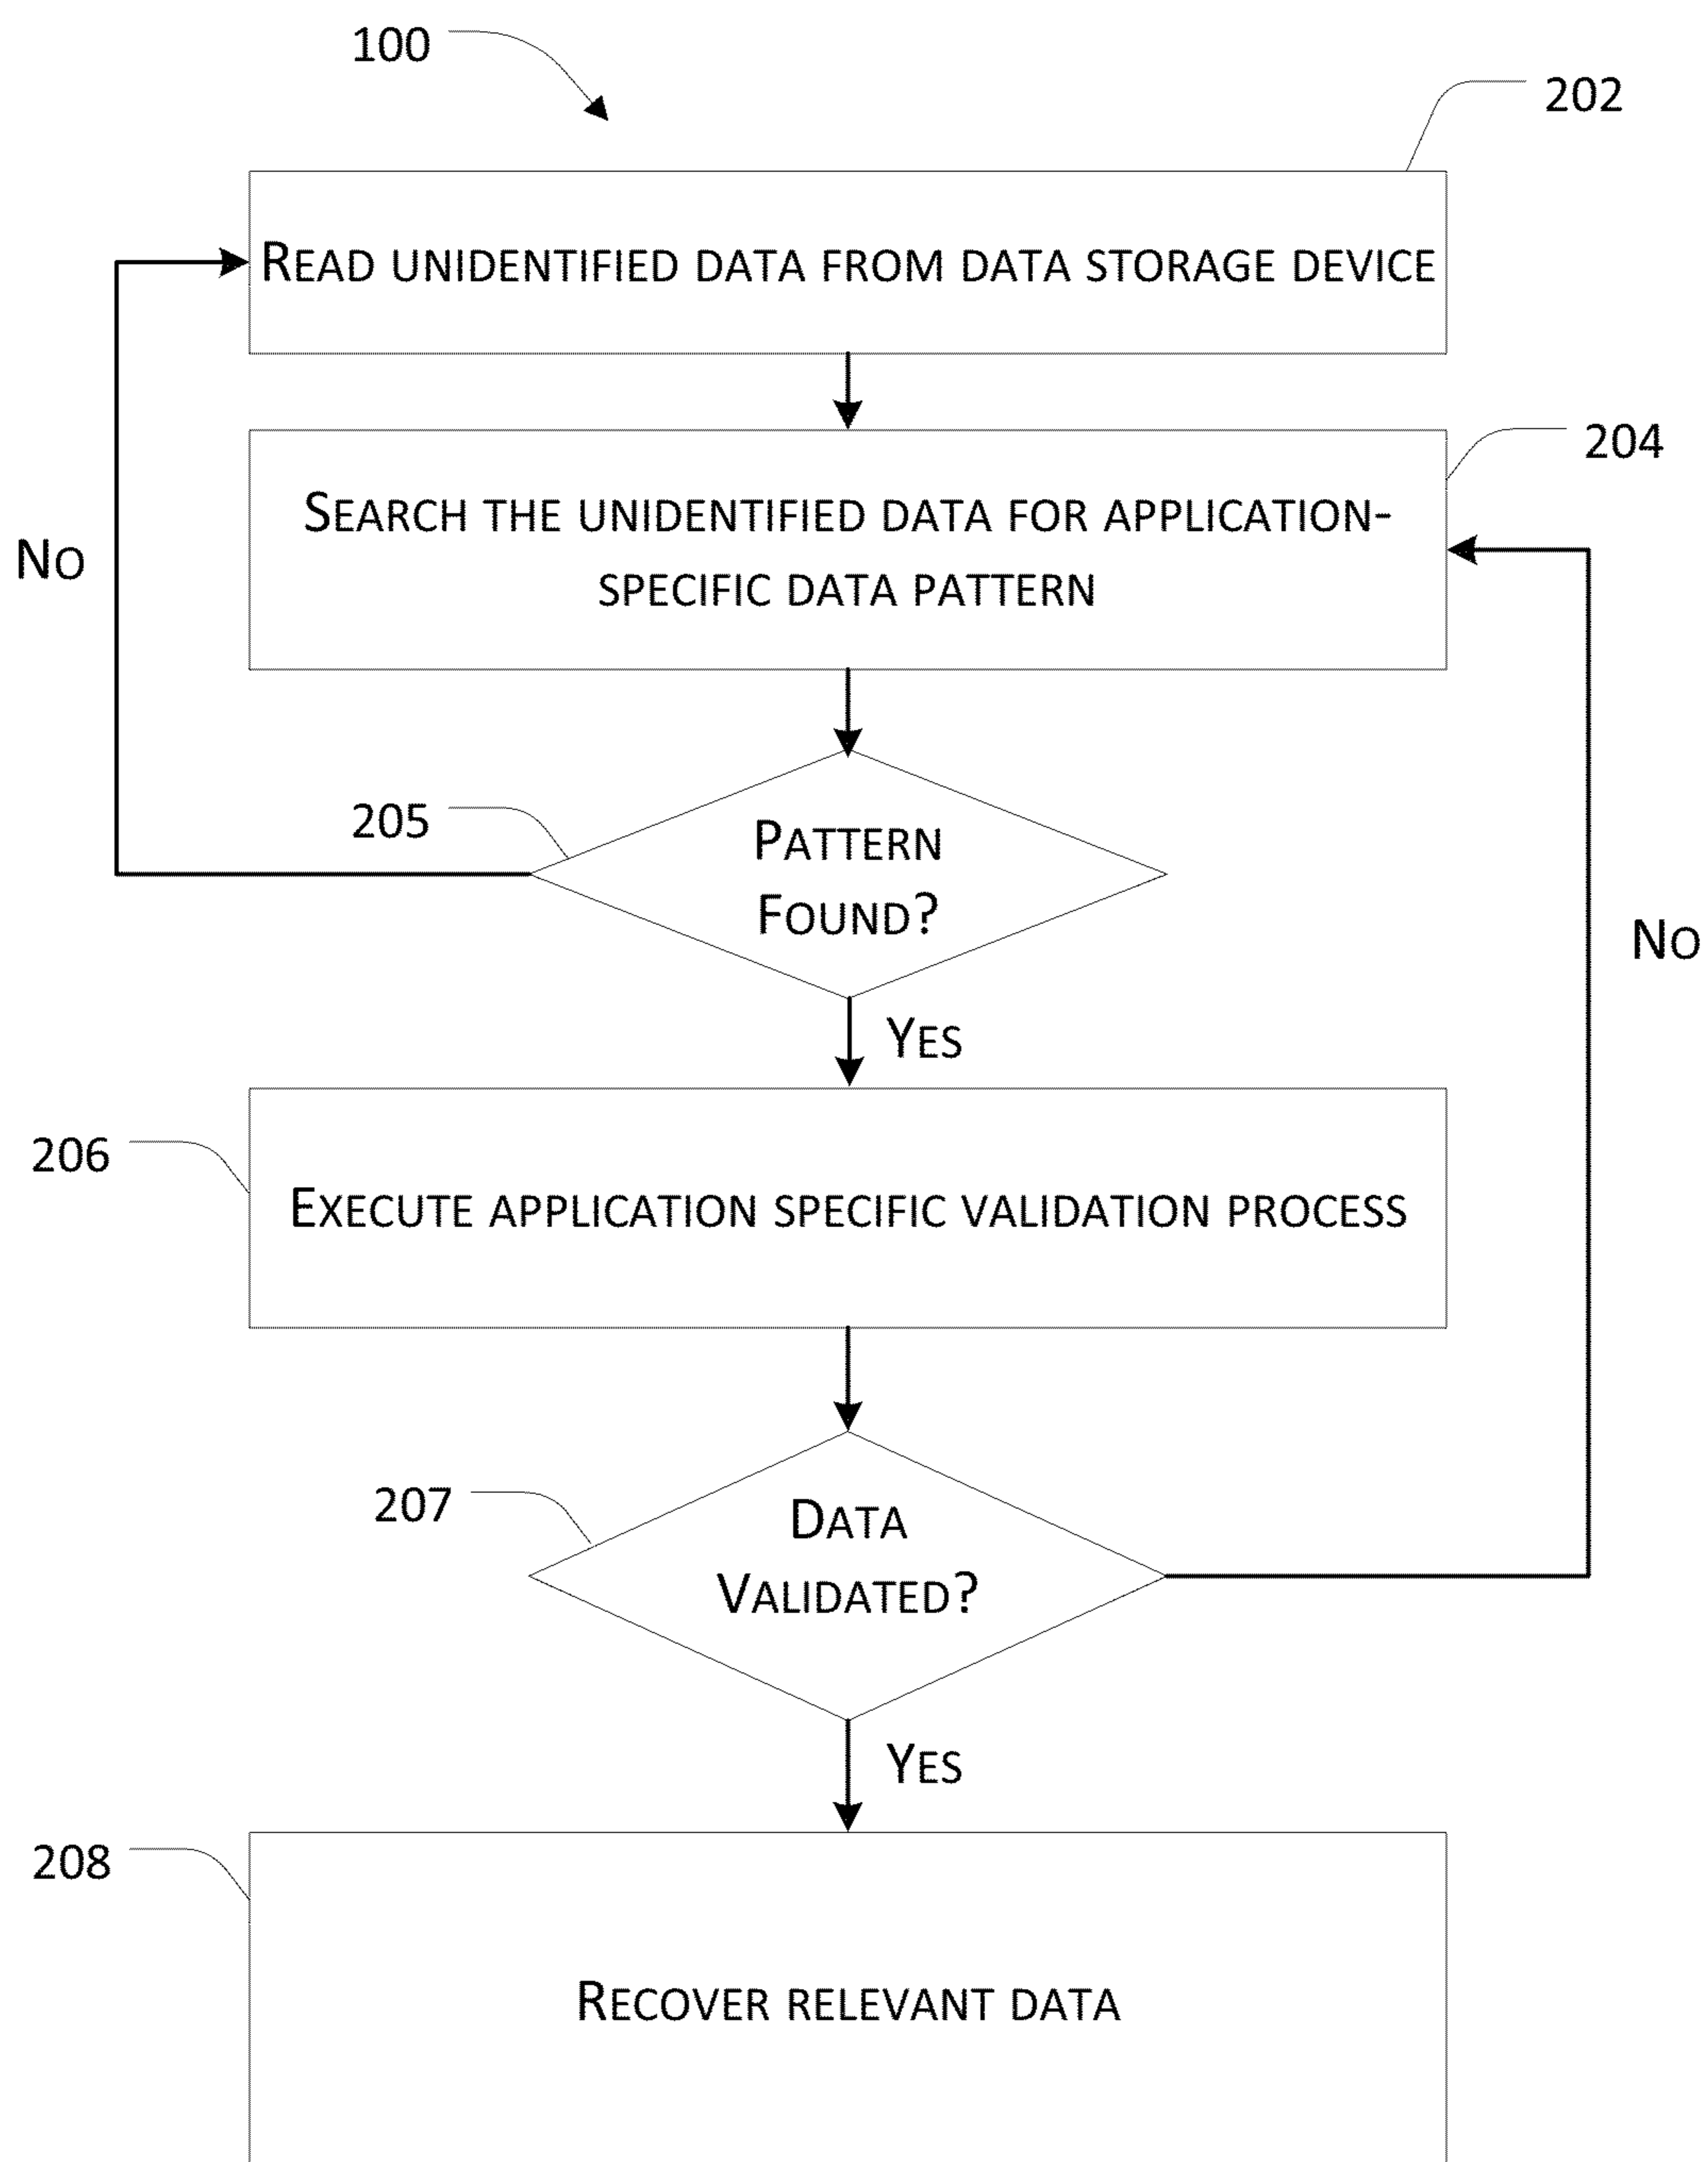 100
202
Read unidentified data from data storage device
204
Search the unidentified data for application-
specific data pattern
No
205
Pattern
Found?
No
Yes
206
Execute application specific validation process
207
Data
Validated?
Yes
208
Recover relevant data